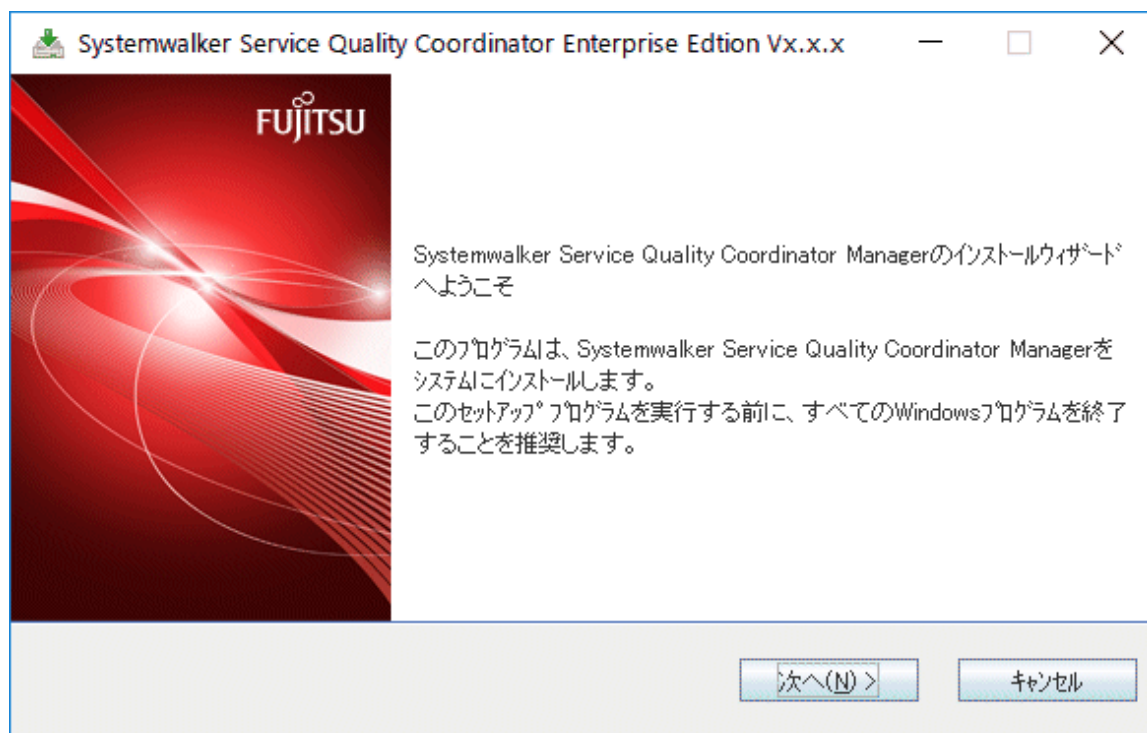 Systemwalker Service Quality Coordinator Enterprise Edtion Vx.x.x
FUJITSU
Systemwalker Service Quality Coordinator Managerのインストールウィザード
へようこそ
このプログラムは、Systemwalker Service Quality Coordinator Managerを
システムにインストールします。
このセットアップ プログラムを実行する前に、すべてのWindowsプログラムを終了
することを推奨します。
次へ(N) >
キャンセル